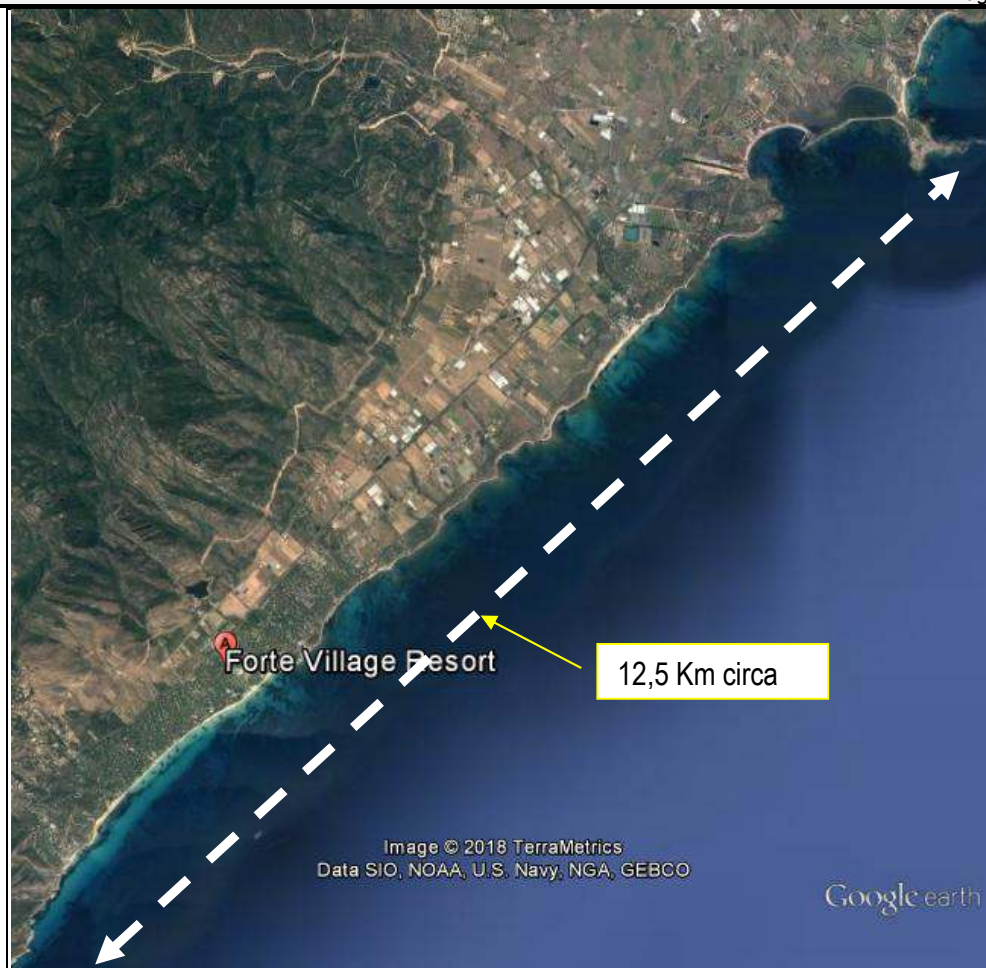 A
Forte Village Resort
12,5 Km circa
Image © 2018 TerraMetrics
Data SIO, NOAA, U.S. Navy, NGA, GEBCO
Google earth